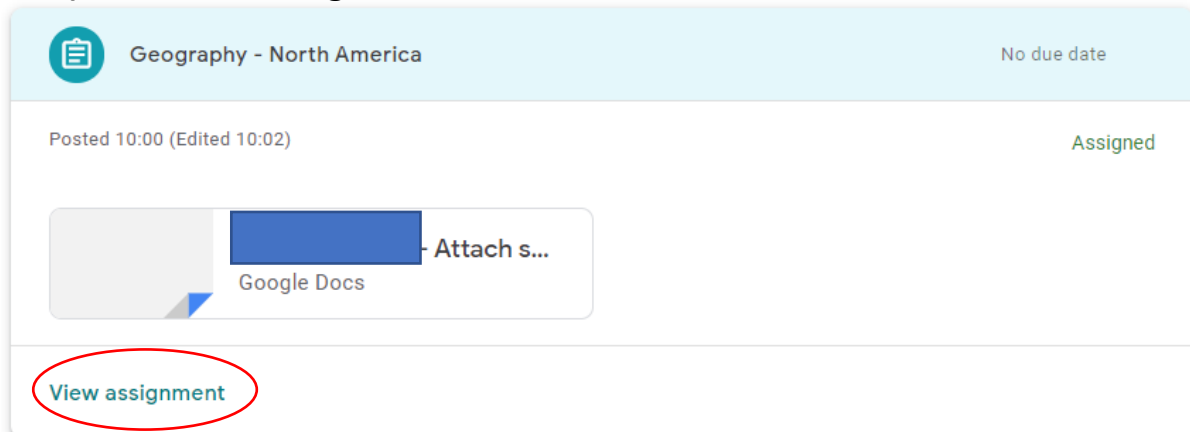 Geography - North America
No due date
Posted 10:00 (Edited 10:02)
Assigned
- Attach s...
Google Docs
View assignment